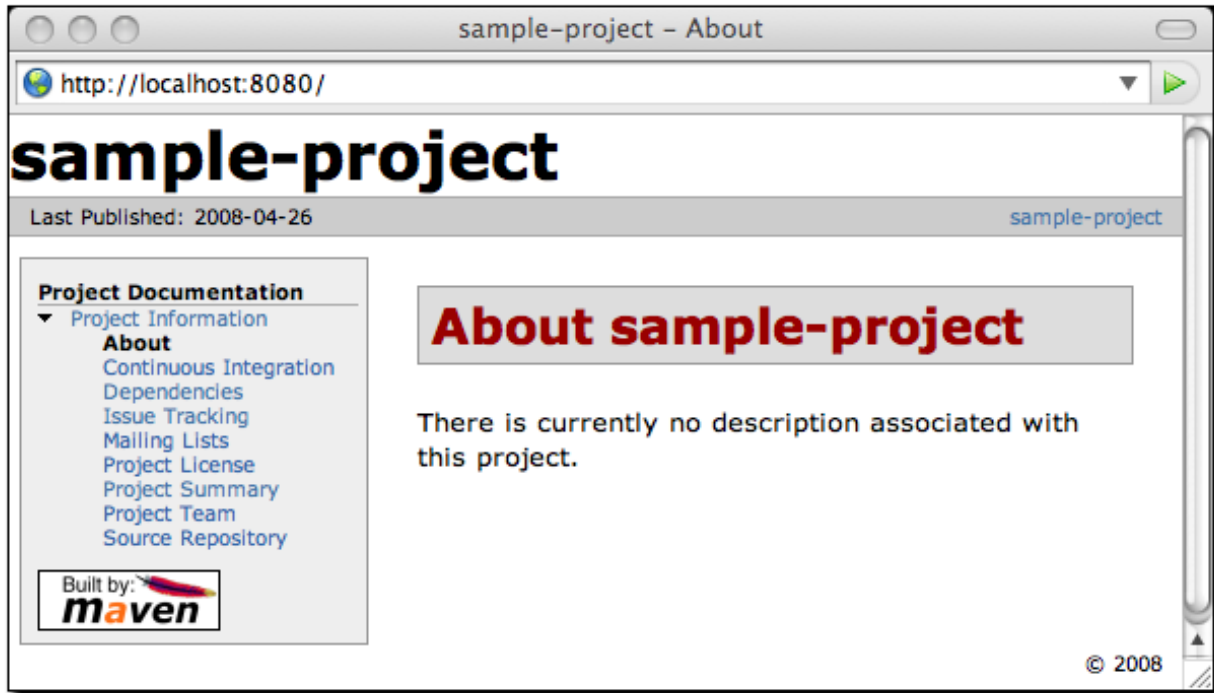 sample-project – About
http://localhost:8080/
sample-project
Last Published: 2008-04-26
sample-project
Project Documentation
Project Information
About
Continuous Integration
Dependencies
Issue Tracking
Mailing Lists
Project License
Project Summary
Project Team
Source Repository
Built by:
maven
About sample-project
There is currently no description associated with
this project.
© 2008